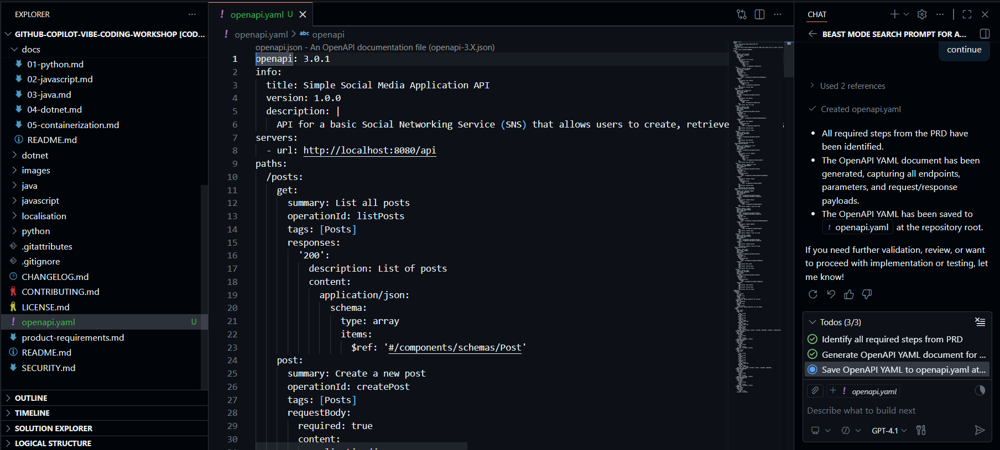 EXPLORER
GITHUB-COPILOT-VIBE-CODING-WORKSHOP [COD...
docs
01-python.md
02-javascript.md
03-java.md
04-dotnet.md
05-containerization.md
README.md
dotnet
images
java
javascript
localisation
python
.gitattributes
.gitignore
CHANGELOG.md
CONTRIBUTING.md
LICENSE.md
openapi.yaml U
product-requirements.md
README.md
SECURITY.md
OUTLINE
TIMELINE
SOLUTION EXPLORER
LOGICAL STRUCTURE
! openapi.yaml U
! openapi.yaml > abc openapi
openapi.json - An OpenAPI documentation file (openapi-3.X.json)
1 openapi: 3.0.1
2 info:
3 title: Simple Social Media Application API
4 version: 1.0.0
5 description: |
6 API for a basic Social Networking Service (SNS) that allows users to create, retrieve
7 servers:
8 - url: http://localhost:8080/api
9 paths:
10 /posts:
11 get:
12 summary: List all posts
13 operationId: listPosts
14 tags: [Posts]
15 responses:
16 '200':
17 description: List of posts
18 content:
19 application/json:
20 schema:
21 type: array
22 items:
23 $ref: '#/components/schemas/Post'
24 post:
25 summary: Create a new post
26 operationId: createPost
27 tags: [Posts]
28 requestBody:
29 required: true
30 content:
CHAT
BEAST MODE SEARCH PROMPT FOR A...
continue
Used 2 references
Created openapi.yaml
• All required steps from the PRD have
been identified.
• The OpenAPI YAML document has been
generated, capturing all endpoints,
parameters, and request/response
payloads.
• The OpenAPI YAML has been saved to
! openapi.yaml at the repository root.
If you need further validation, review, or want
to proceed with implementation or testing, let
me know!
Todos (3/3)
Identify all required steps from PRD
Generate OpenAPI YAML document for ...
Save OpenAPI YAML to openapi.yaml at...
+ ! openapi.yaml
Describe what to build next
GPT-4.1